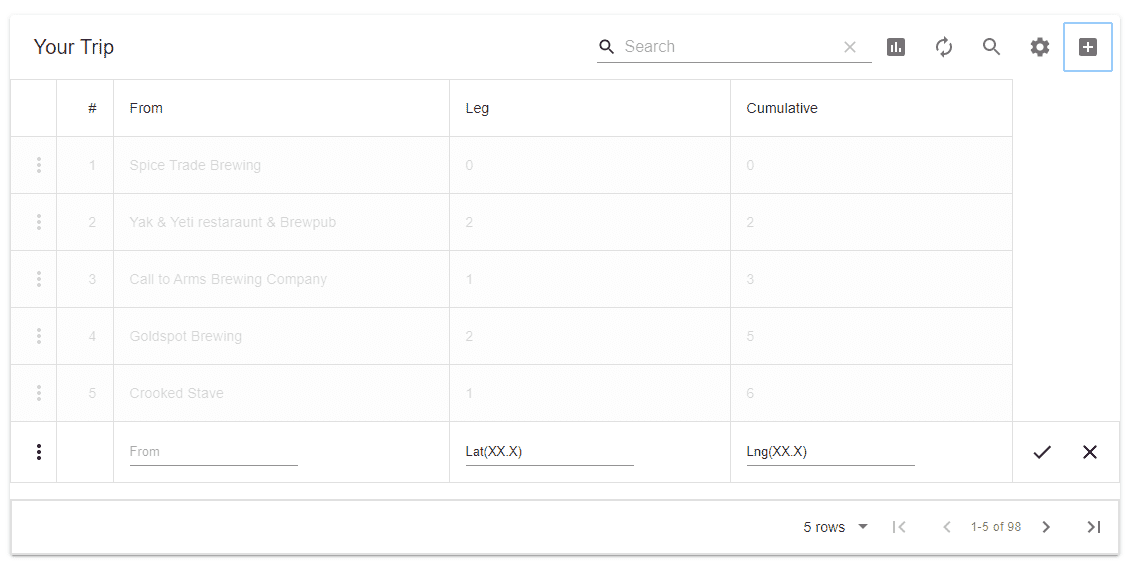 Your Trip Search
# From Leg Cumulative
1 Spice Trade Brewing 0 0
2 Yak & Yeti restaraunt & Brewpub 2 2
3 Call to Arms Brewing Company 1 3
4 Goldspot Brewing 2 5
5 Crooked Stave 1 6
From Lat(XX.X) Lng(XX.X)
5 rows 1-5 of 98